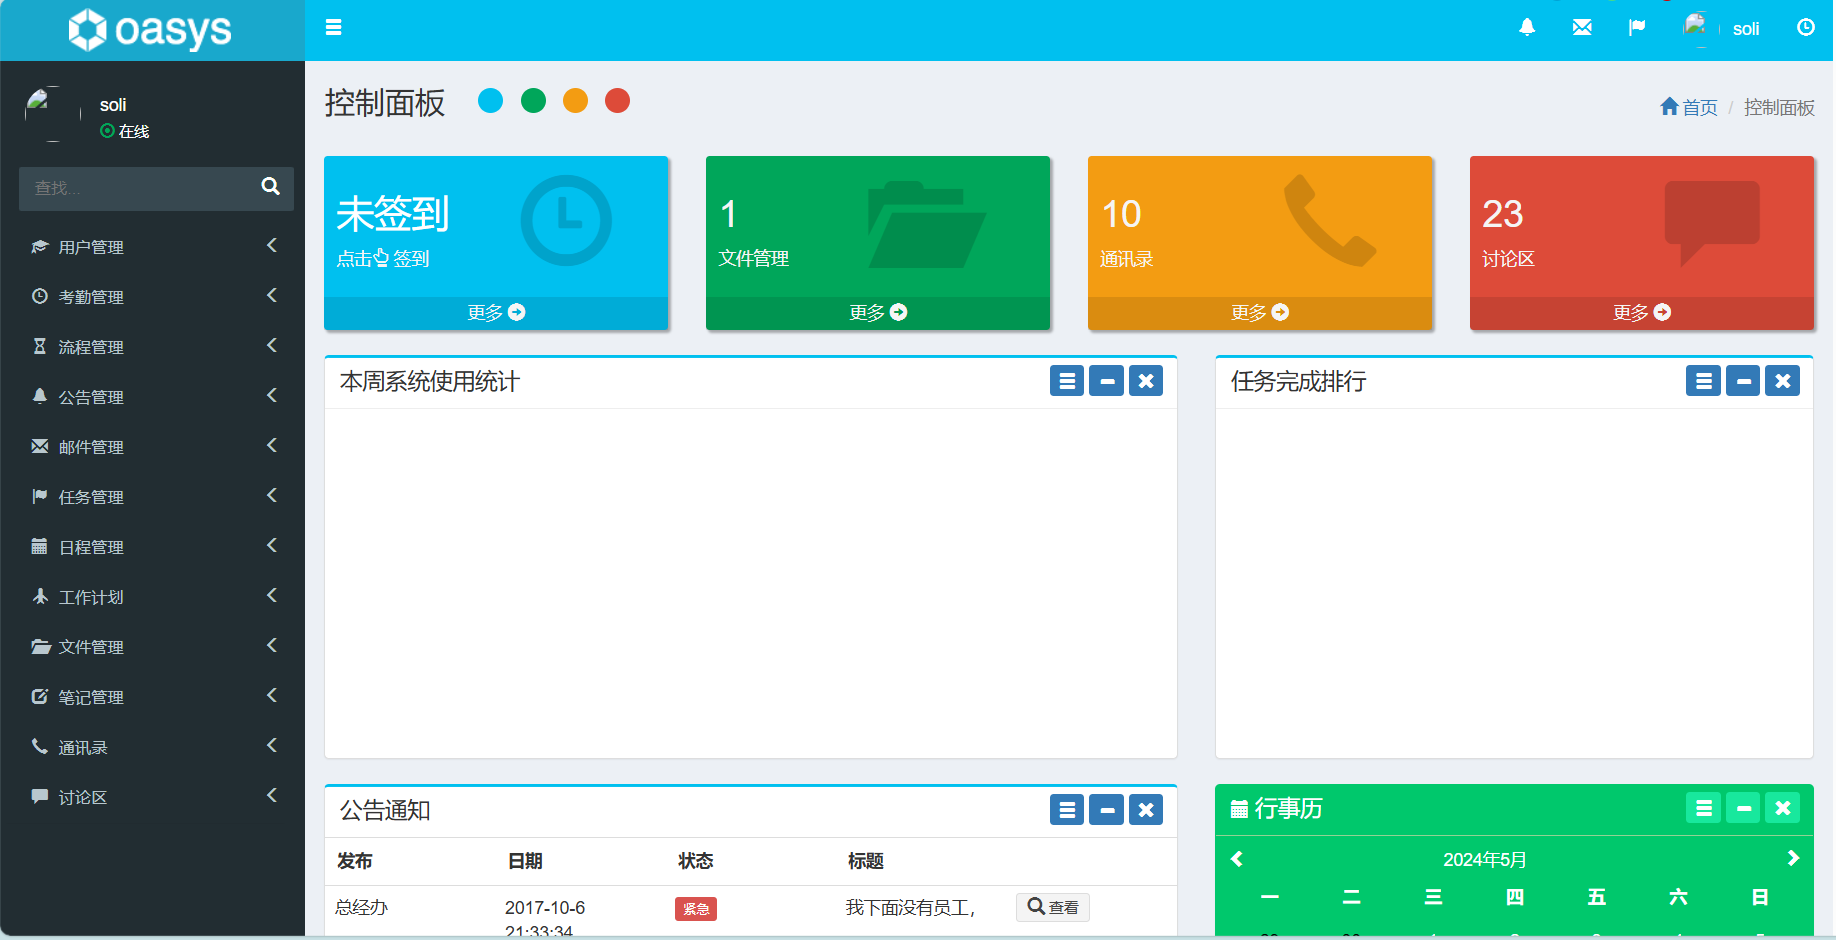 oasys
soli
soli
在线
查找...
用户管理
考勤管理
流程管理
公告管理
邮件管理
任务管理
日程管理
工作计划
文件管理
笔记管理
通讯录
讨论区
控制面板
首页 / 控制面板
未签到
点击 签到
更多
1
文件管理
更多
10
通讯录
更多
23
讨论区
更多
本周系统使用统计
任务完成排行
公告通知
发布 日期 状态 标题
总经办 2017-10-6 紧急 我下面没有员工, 查看
21:33:34
行事历
2024年5月
一 二 三 四 五 六 日